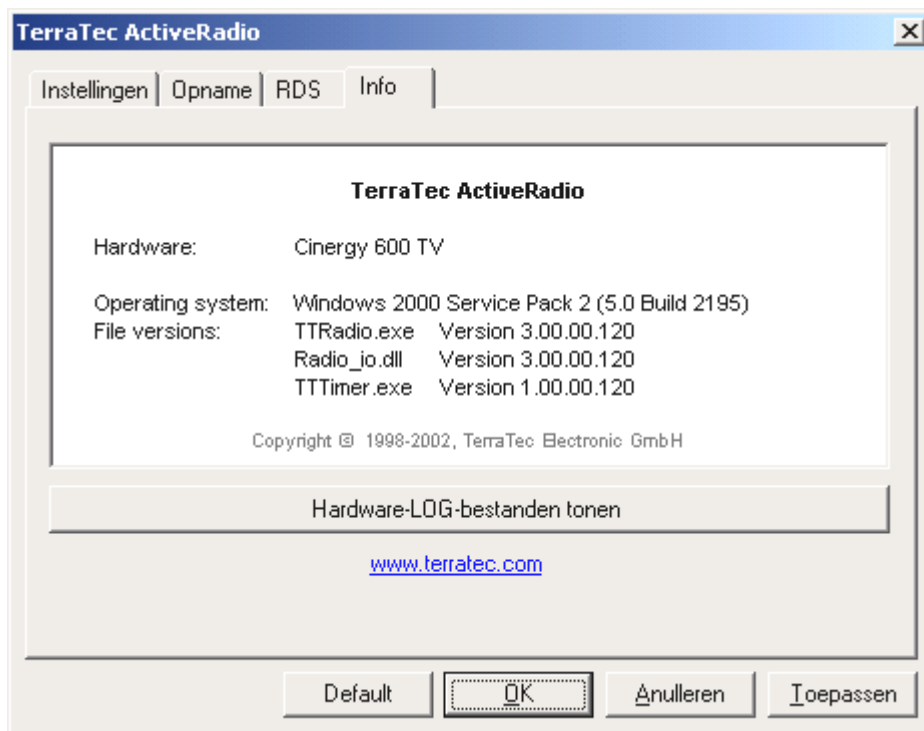 TerraTec ActiveRadio
Instellingen Opname RDS Info
TerraTec ActiveRadio
Hardware: Cinergy 600 TV
Operating system: Windows 2000 Service Pack 2 (5.0 Build 2195)
File versions: TTRadio.exe Version 3.00.00.120
Radio_io.dll Version 3.00.00.120
TTTimer.exe Version 1.00.00.120
Copyright © 1998-2002, TerraTec Electronic GmbH
Hardware-LOG-bestanden tonen
www.terratec.com
Default OK Anulleren Toepassen